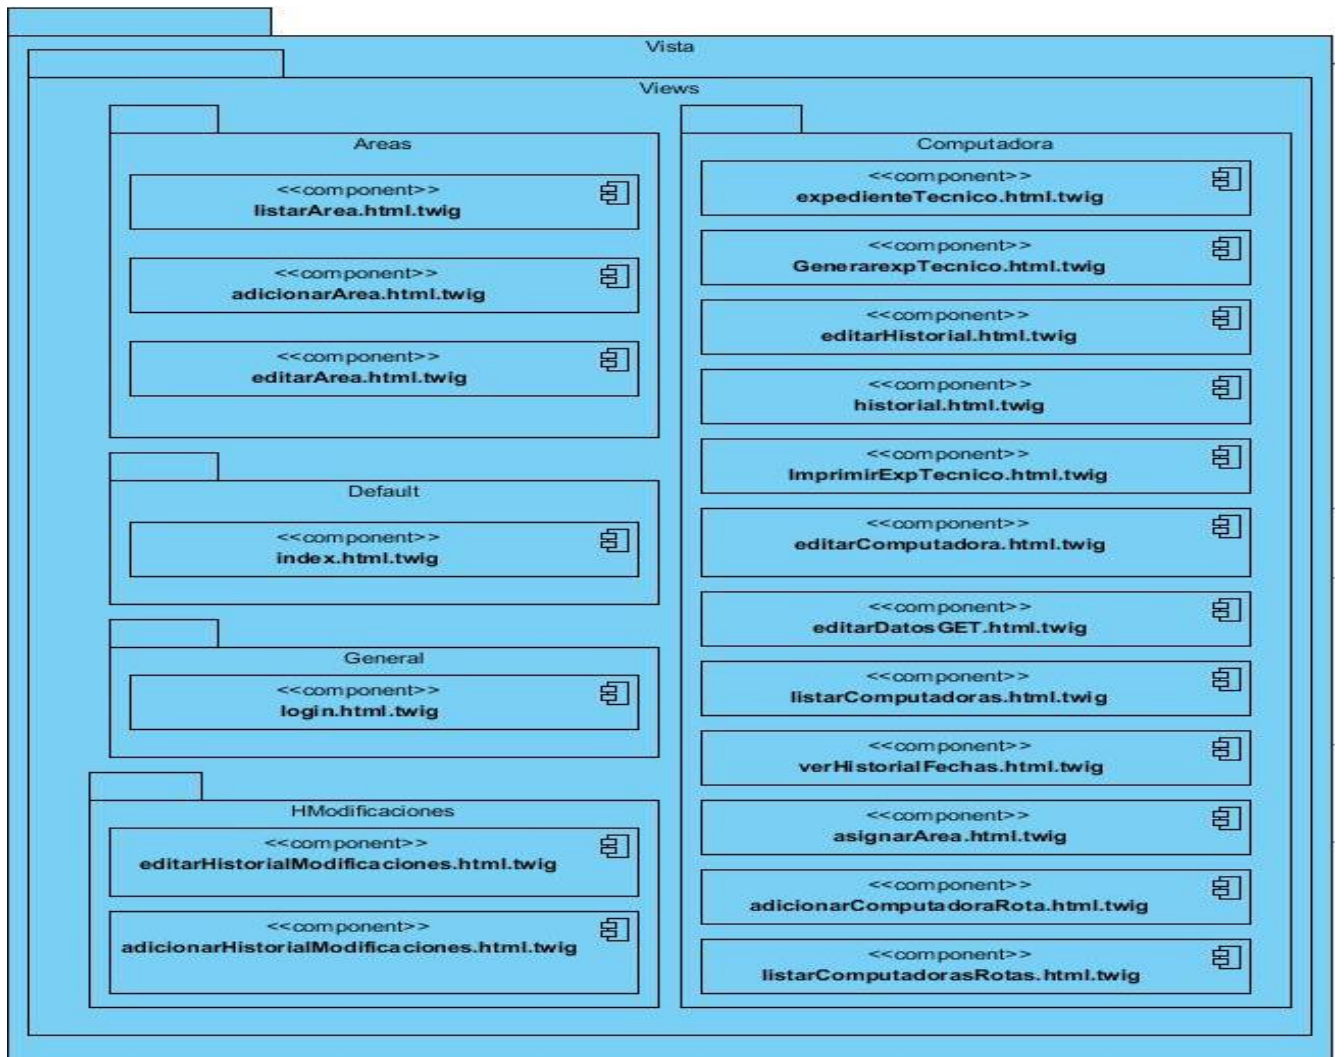 Vista
Views
Areas
<<component>>
listarArea.html.twig
<<component>>
adicionarArea.html.twig
<<component>>
editarArea.html.twig
Default
<<component>>
index.html.twig
General
<<component>>
login.html.twig
HModificaciones
<<component>>
editarHistorialModificaciones.html.twig
<<component>>
adicionarHistorialModificaciones.html.twig
Computadora
<<component>>
expedienteTecnico.html.twig
<<component>>
GenerarexpTecnico.html.twig
<<component>>
editarHistorial.html.twig
<<component>>
historial.html.twig
<<component>>
ImprimirExpTecnico.html.twig
<<component>>
editarComputadora.html.twig
<<component>>
editarDatosGET.html.twig
<<component>>
listarComputadoras.html.twig
<<component>>
verHistorialFechas.html.twig
<<component>>
asignarArea.html.twig
<<component>>
adicionarComputadoraRota.html.twig
<<component>>
listarComputadorasRotas.html.twig